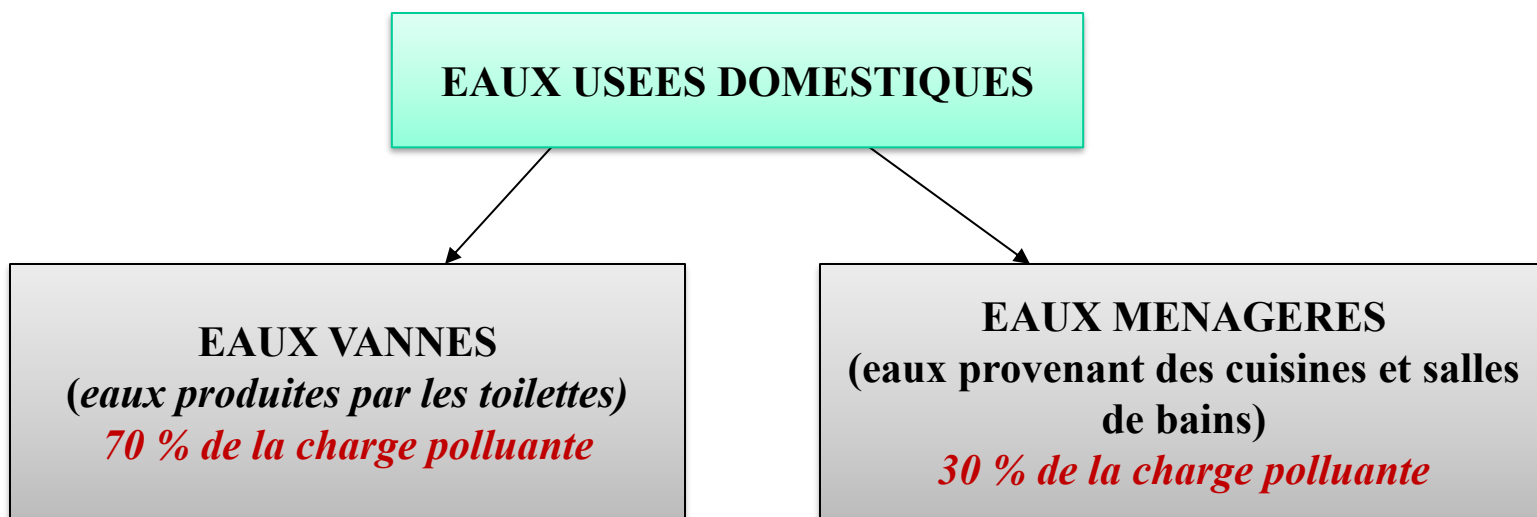 EAUX USEES DOMESTIQUES
EAUX VANNES
(eaux produites par les toilettes)
70 % de la charge polluante
EAUX MENAGERES
(eaux provenant des cuisines et salles
de bains)
30 % de la charge polluante